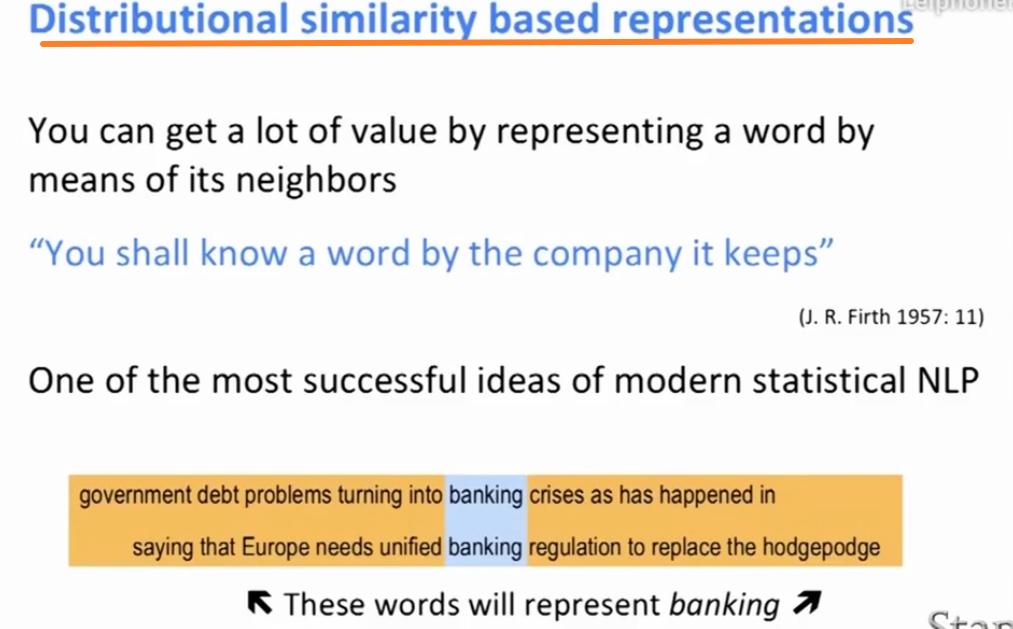 Distributional similarity based representations
You can get a lot of value by representing a word by
means of its neighbors
“You shall know a word by the company it keeps”
(J. R. Firth 1957: 11)
One of the most successful ideas of modern statistical NLP
government debt problems turning into banking crises as has happened in
saying that Europe needs unified banking regulation to replace the hodgepodge
↖ These words will represent banking ↗